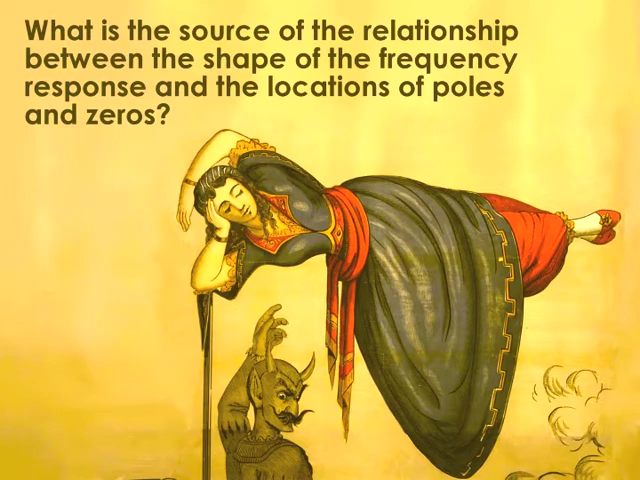 What is the source of the relationship
between the shape of the frequency
response and the locations of poles
and zeros?